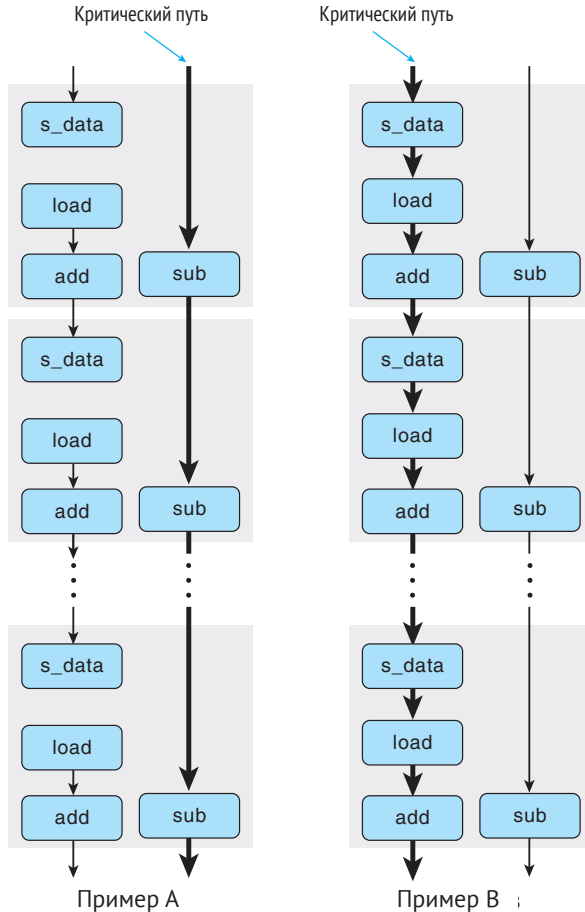 Критический путь
s_data
load
add
sub
s_data
load
add
sub
s_data
load
add
sub
Пример A
Критический путь
s_data
load
add
sub
s_data
load
add
sub
s_data
load
add
sub
Пример B